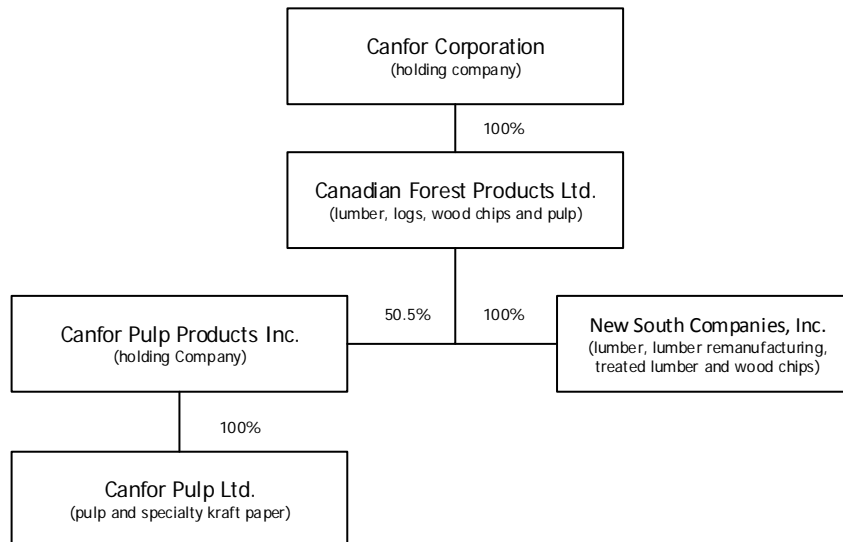 Canfor Corporation
(holding company)
100%
Canadian Forest Products Ltd.
(lumber, logs, wood chips and pulp)
50.5%
100%
Canfor Pulp Products Inc.
(holding Company)
New South Companies, Inc.
(lumber, lumber remanufacturing,
treated lumber and wood chips)
100%
Canfor Pulp Ltd.
(pulp and specialty kraft paper)